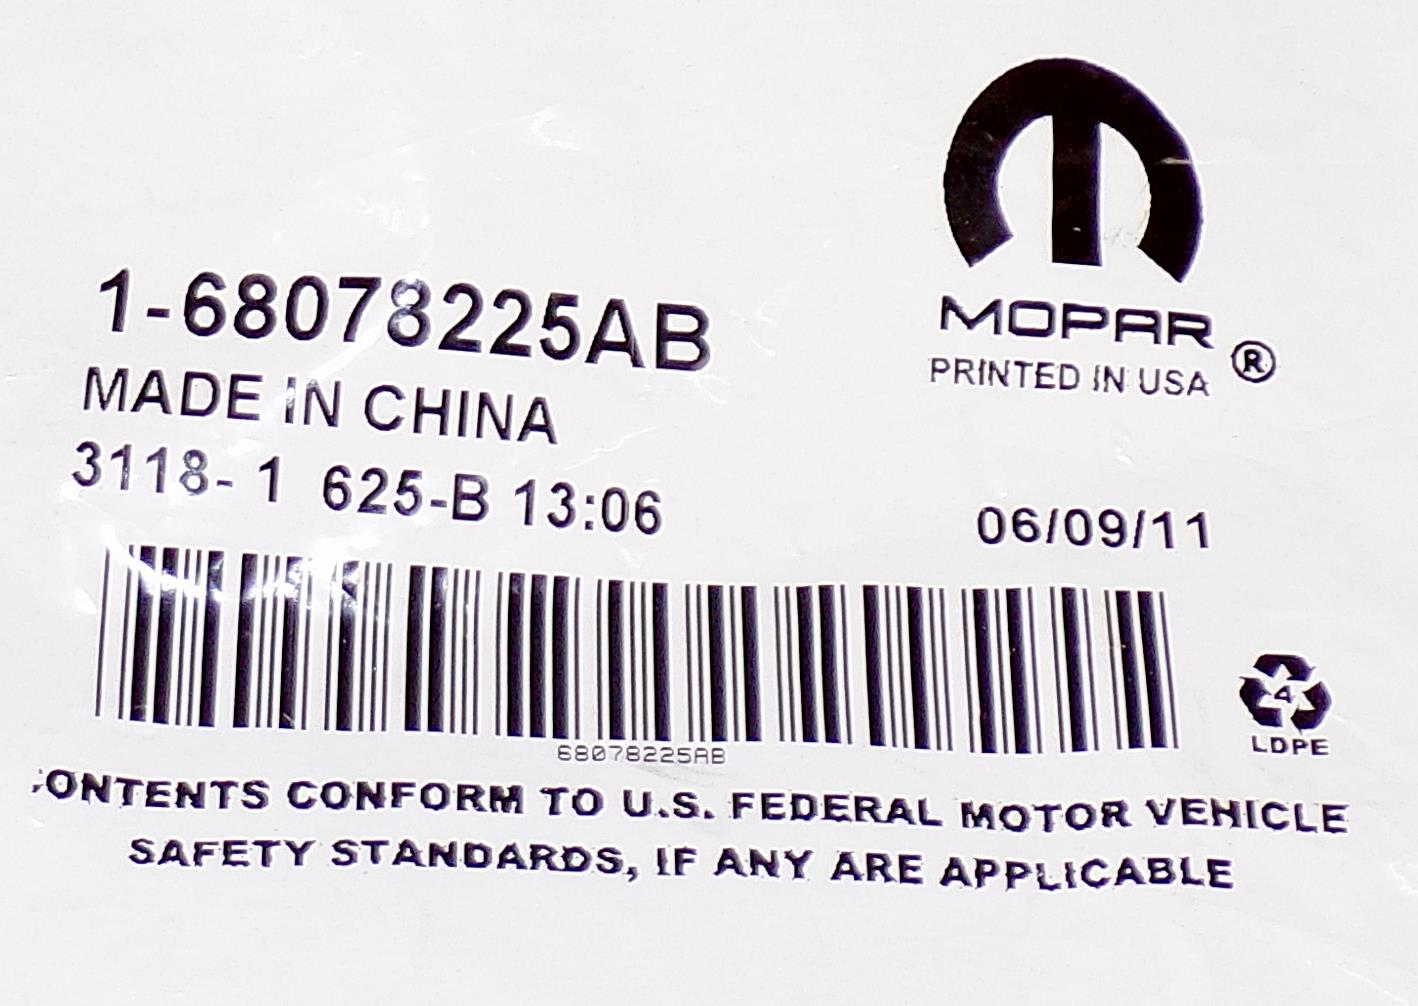 1-68078225AB
MOPAR ®
PRINTED IN USA
MADE IN CHINA
3118- 1 625-B 13:06
06/09/11
68078225AB
4
LDPE
CONTENTS CONFORM TO U.S. FEDERAL MOTOR VEHICLE
SAFETY STANDARDS, IF ANY ARE APPLICABLE